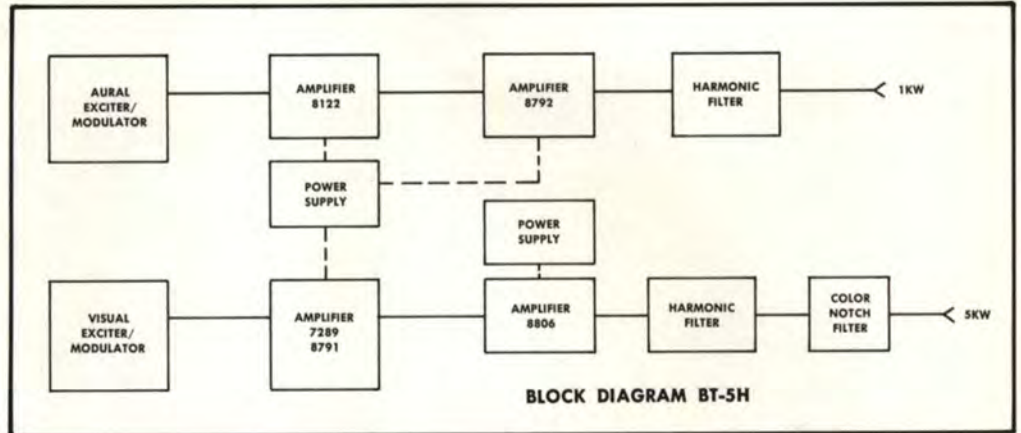 AURAL
EXCITER/
MODULATOR
AMPLIFIER
8122
AMPLIFIER
8792
HARMONIC
FILTER
1KW
POWER
SUPPLY
POWER
SUPPLY
VISUAL
EXCITER/
MODULATOR
AMPLIFIER
7289
8791
AMPLIFIER
8806
HARMONIC
FILTER
COLOR
NOTCH
FILTER
5KW
BLOCK DIAGRAM BT-5H